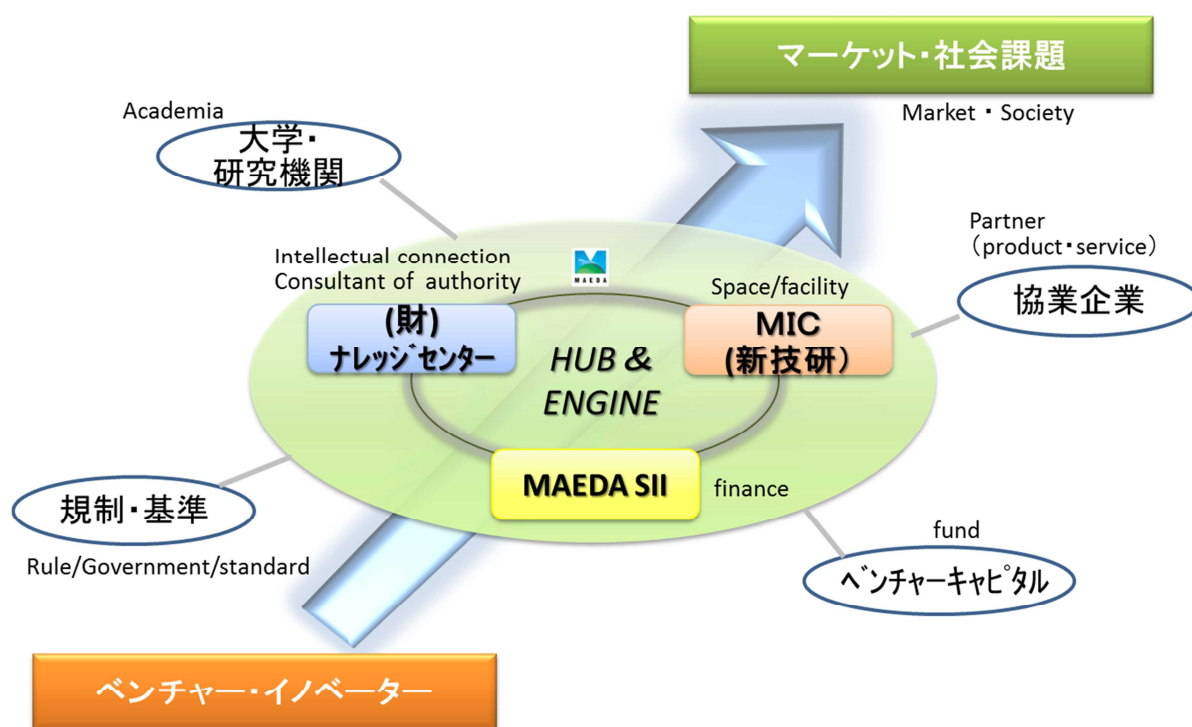 マーケット・社会課題
Market・Society
Academia
大学・
研究機関
Partner
(product・service)
協業企業
Intellectual connection
Consultant of authority
MAEDA
Space/facility
(財)
ナレッジセンター
MIC
(新技研)
HUB &
ENGINE
MAEDA SII
finance
規制・基準
Rule/Government/standard
fund
ベンチャーキャピタル
ベンチャー・イノベーター